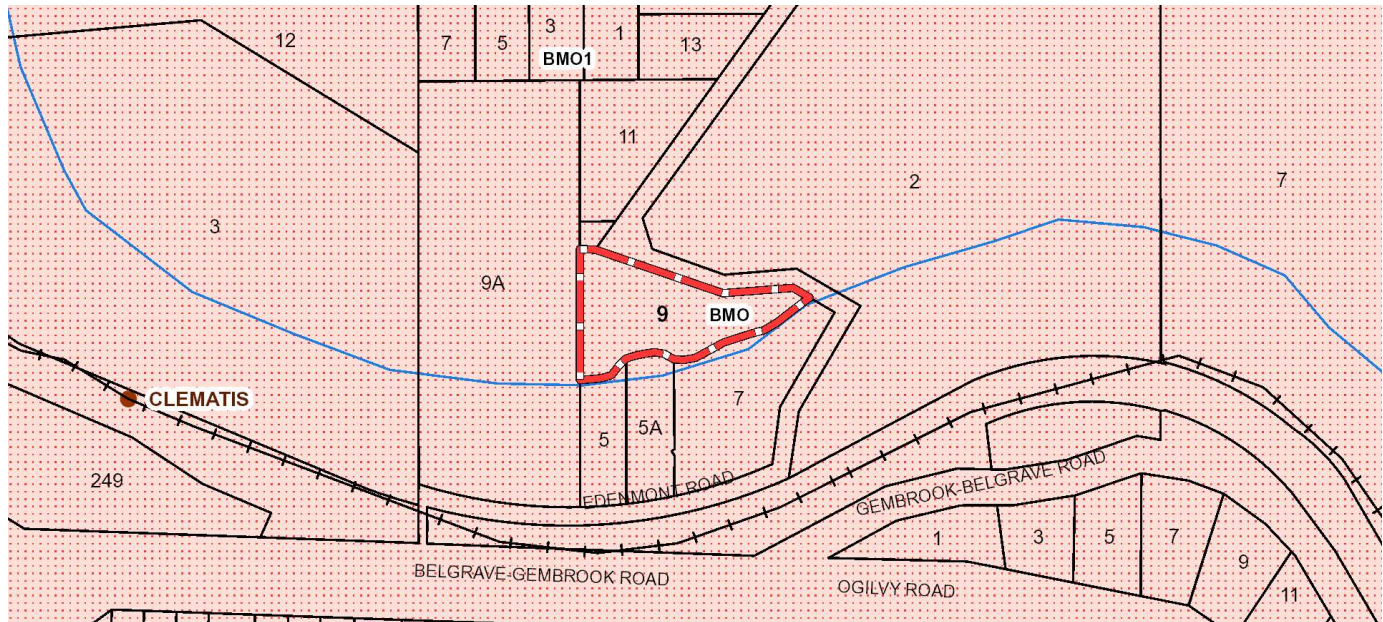 12
7
5
3
1
13
BMO1
11
2
7
3
9A
9
BMO
CLEMATIS
7
5
5A
249
EDENMONT ROAD
GEMBROOK-BELGRAVE ROAD
1
3
5
7
9
11
BELGRAVE-GEMBROOK ROAD
OGILVY ROAD